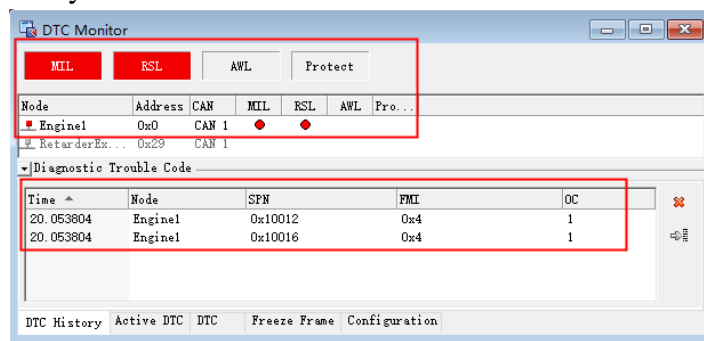 DTC Monitor
MIL RSL AWL Protect
Node Address CAN MIL RSL AWL Pro...
Engine1 0x0 CAN 1
RetarderEx... 0x29 CAN 1
Diagnostic Trouble Code
Time Node SPN FMI OC
20.053804 Engine1 0x10012 0x4 1
20.053804 Engine1 0x10016 0x4 1
DTC History Active DTC DTC Freeze Frame Configuration